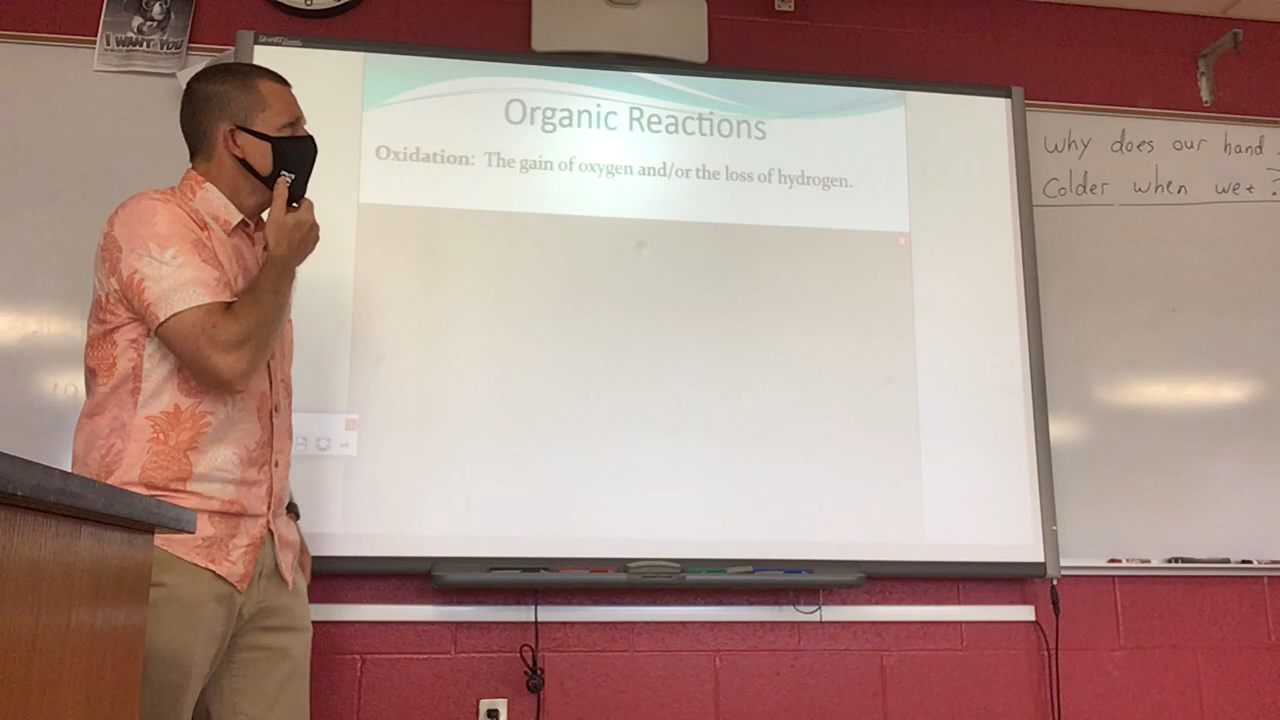 I WANT YOU
Organic Reactions
Oxidation: The gain of oxygen and/or the loss of hydrogen.
Why does our hand
Colder when wet ?